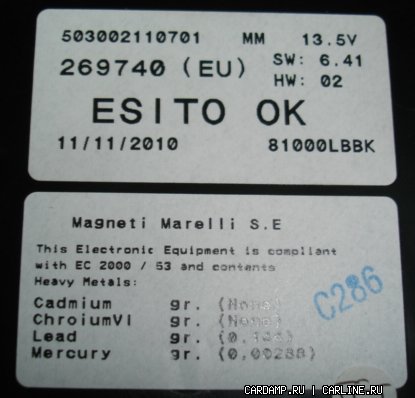 503002110701 MM 13.5V
269740 (EU) SW: 6.41
HW: 02
ESITO OK
11/11/2010 81000LBBK
Magneti Marelli S.E
This Electronic Equipment is compliant
with EC 2000 / 53 and contents
Heavy Metals:
Cadmium gr. (None)
ChroiumVI gr. (None)
Lead gr.
Mercury gr. (0,00288)
C286
CARDAMP.RU | CARLINE.RU